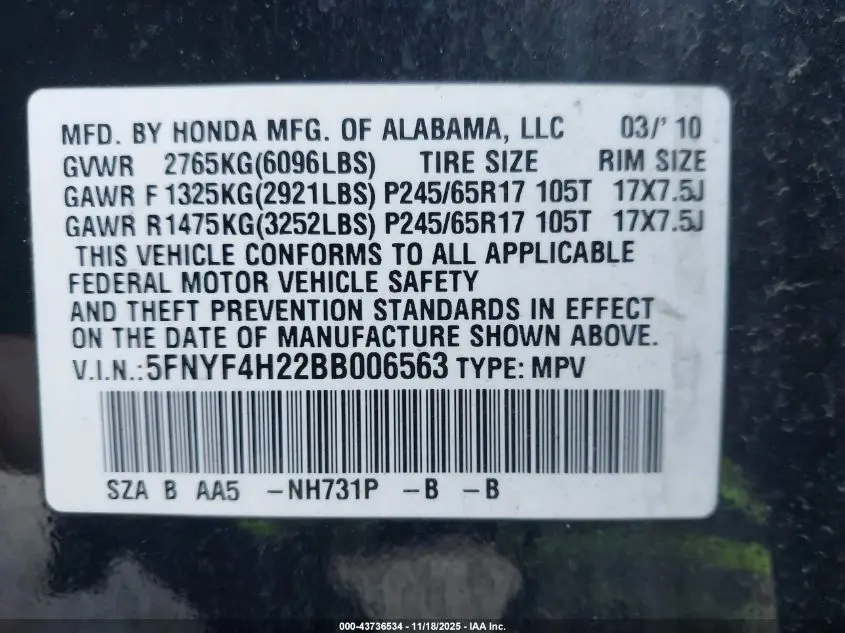 MFD. BY HONDA MFG. OF ALABAMA, LLC 03/' 10
GVWR 2765KG(6096LBS) TIRE SIZE RIM SIZE
GAWR F 1325KG(2921LBS) P245/65R17 105T 17X7.5J
GAWR R1475KG(3252LBS) P245/65R17 105T 17X7.5J
THIS VEHICLE CONFORMS TO ALL APPLICABLE
FEDERAL MOTOR VEHICLE SAFETY
AND THEFT PREVENTION STANDARDS IN EFFECT
ON THE DATE OF MANUFACTURE SHOWN ABOVE.
V.I.N.:5FNYF4H22BB006563 TYPE: MPV
SZA B AA5 -NH731P -B -B
000-43736534 - 11/18/2025 - IAA Inc.